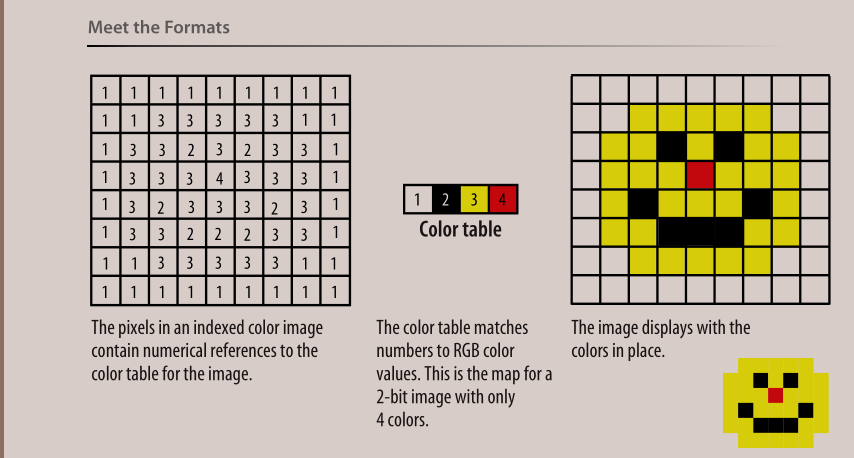 Meet the Formats
1 1 1 1 1 1 1 1 1
1 1 3 3 3 3 3 1 1
1 3 3 2 3 2 3 3 1
1 3 3 3 4 3 3 3 1
1 3 2 3 3 3 2 3 1
1 3 3 2 2 2 3 3 1
1 1 3 3 3 3 3 1 1
1 1 1 1 1 1 1 1 1
1 2 3 4
Color table
The pixels in an indexed color image
contain numerical references to the
color table for the image.
The color table matches
numbers to RGB color
values. This is the map for a
2-bit image with only
4 colors.
The image displays with the
colors in place.